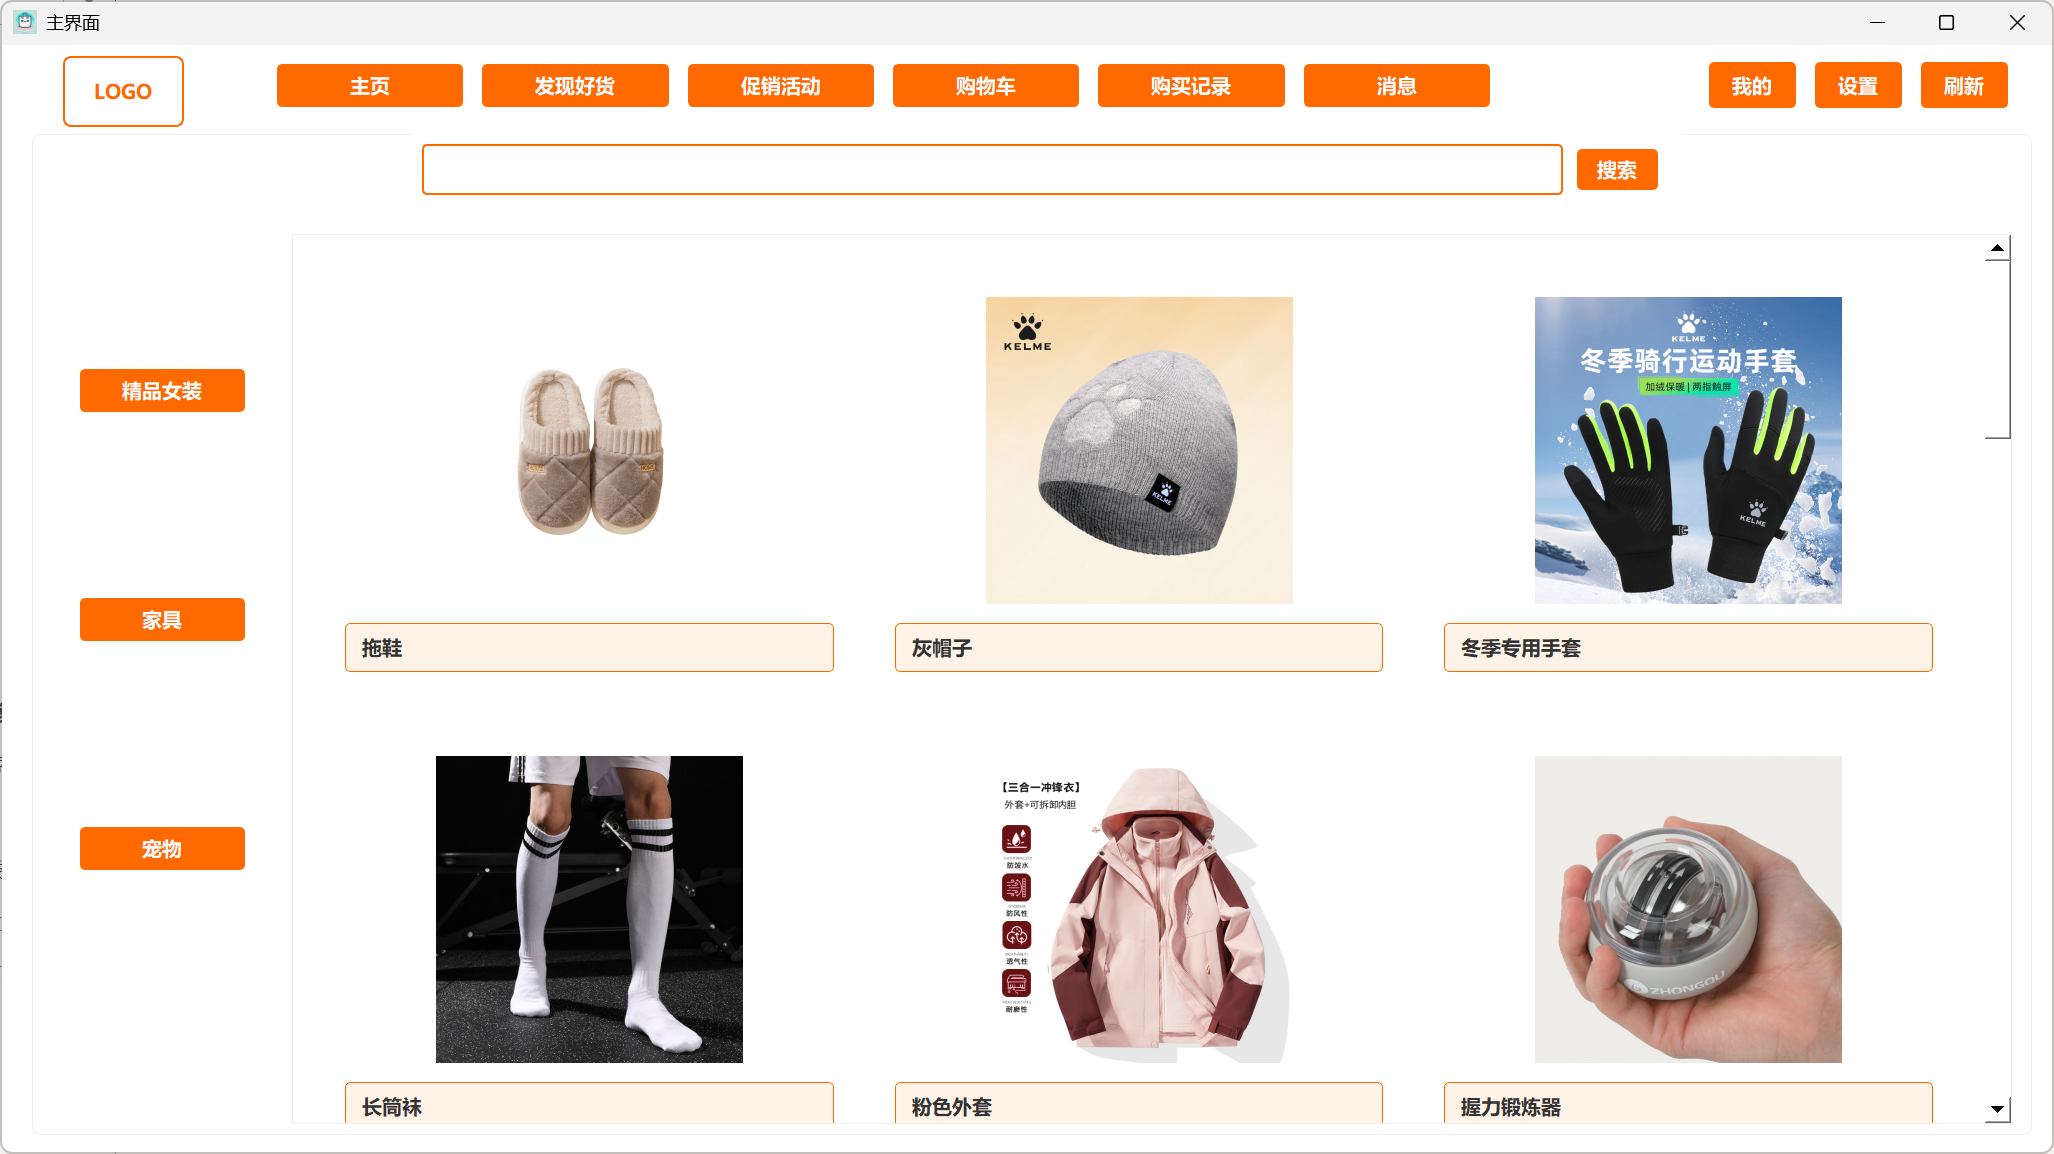 主界面
LOGO
主页
发现好货
促销活动
购物车
购买记录
消息
我的
设置
刷新
搜索
精品女装
家具
宠物
KELME
KELME
KELME
冬季骑行运动手套
加绒保暖 | 两指触屏
KELME
拖鞋
灰帽子
冬季专用手套
【三合一冲锋衣】
外套+可拆卸内胆
防泼水
防风性
透气性
耐磨性
ZHONGOU
长筒袜
粉色外套
握力锻炼器